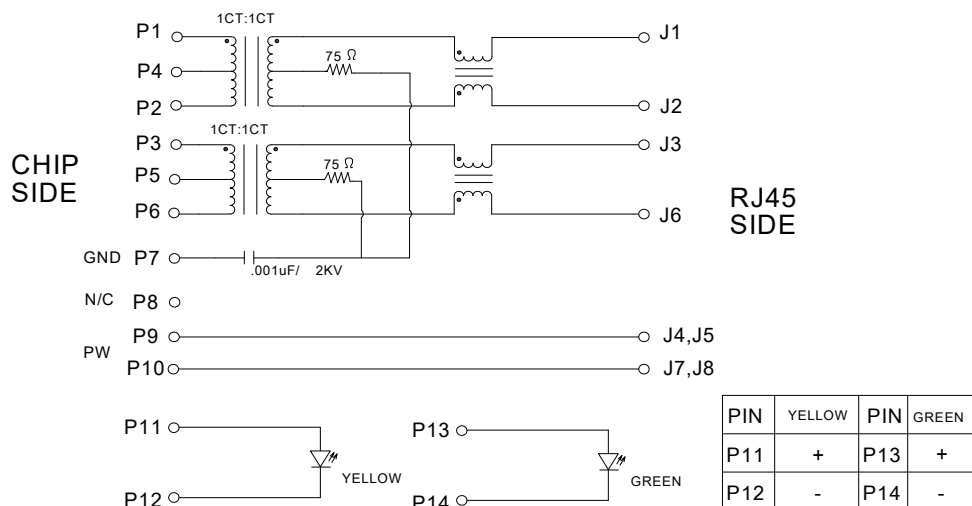 1CT:1CT
P1
J1
75 Ω
P4
P2
J2
1CT:1CT
P3
J3
75 Ω
CHIP
SIDE
P5
P6
J6
RJ45
SIDE
GND P7
.001uF/ 2KV
N/C P8
P9
J4,J5
PW
P10
J7,J8
P11
P13
YELLOW
GREEN
P12
P14
PIN YELLOW PIN GREEN
P11 + P13 +
P12 - P14 -